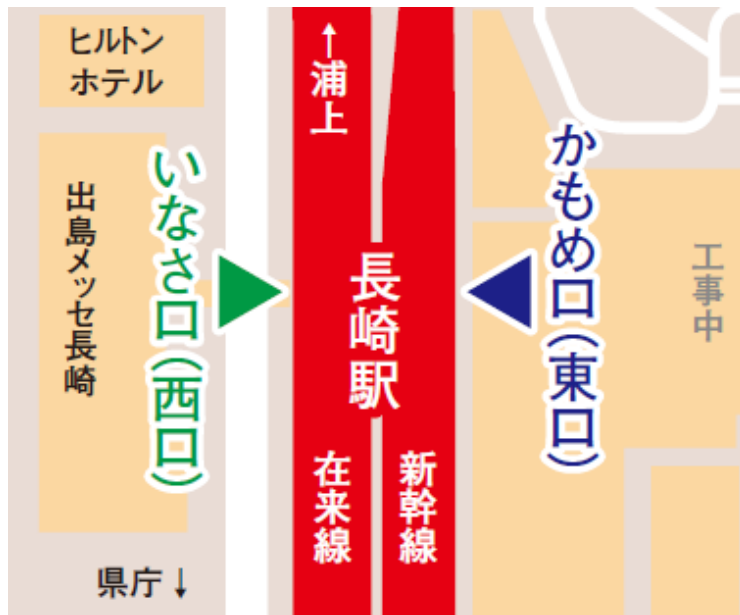 ヒルトン
ホテル
↑浦上
かもめ口(東口)
いなさ口(西口)
出島メッセ長崎
長崎駅
工事中
在来線
新幹線
県庁↓